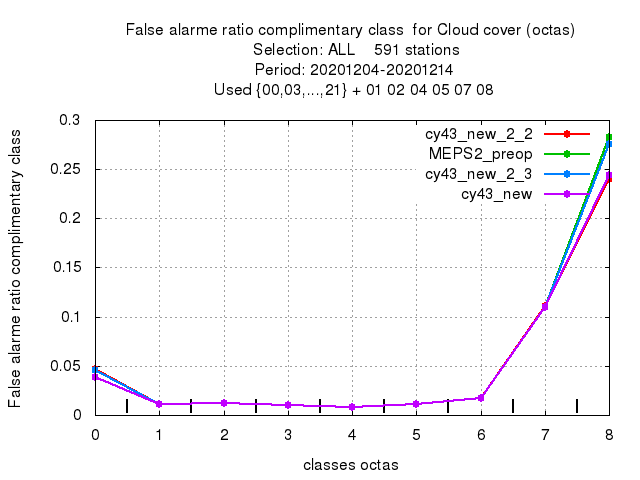 False alarme ratio complimentary class  for Cloud cover (octas)
Selection: ALL    591 stations
Period: 20201204-20201214
Used {00,03,...,21} + 01 02 04 05 07 08
False alarme ratio complimentary class
0.3
0.25
0.2
0.15
0.1
0.05
0
cy43_new_2_2
MEPS2_preop
cy43_new_2_3
cy43_new
0 1 2 3 4 5 6 7 8
classes octas